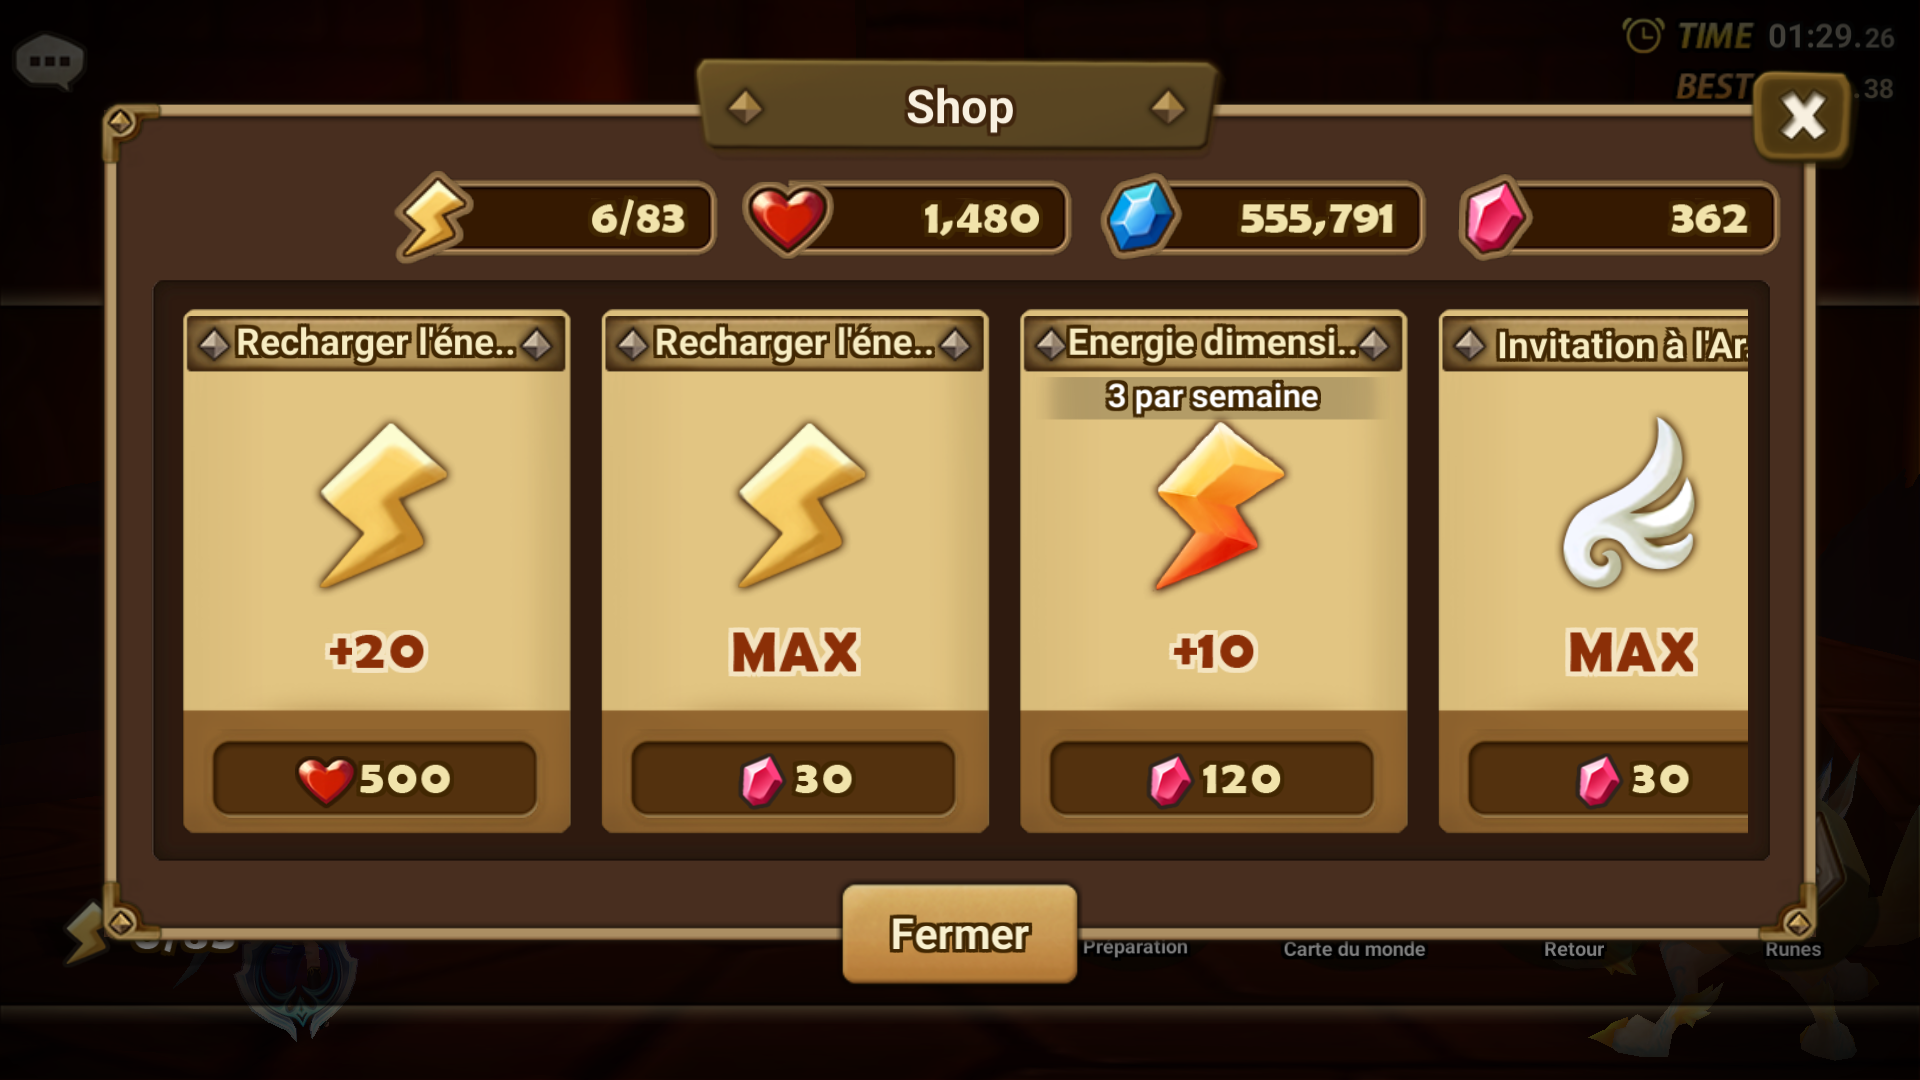 TIME 01:29.26
BEST .38
Shop
6/83
1,480
555,791
362
Recharger l'éne..
Recharger l'éne..
Energie dimensi..
Invitation à l'Ar.
3 par semaine
+20
MAX
+10
MAX
500
30
120
30
Fermer
Préparation
Carte du monde
Retour
Runes